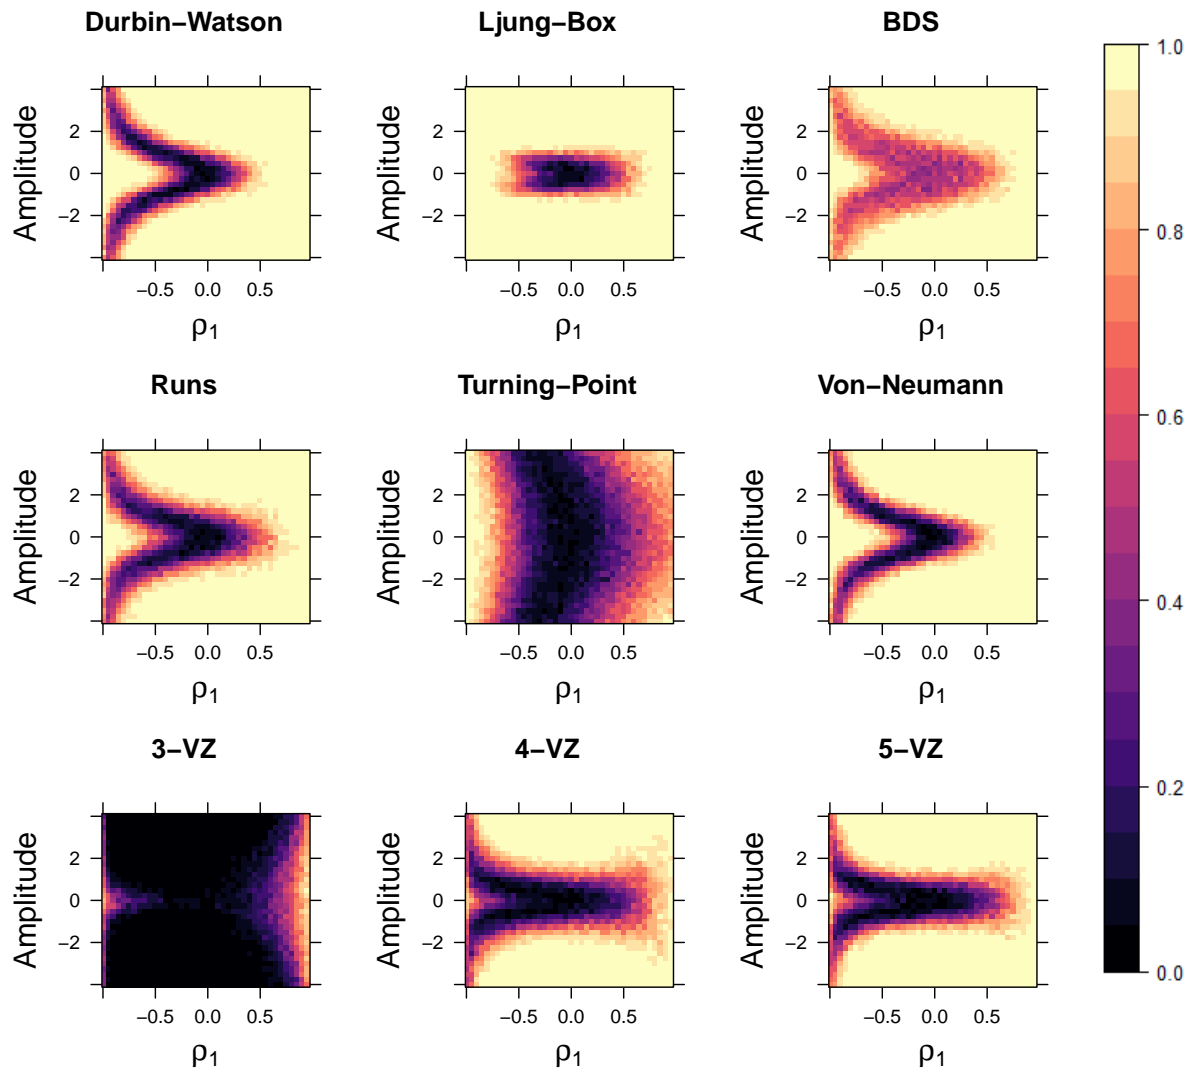 Durbin−Watson
Ljung−Box
BDS
1.0
0.8
0.6
0.4
0.2
0.0
Amplitude
2
0
−2
−0.5 0.0 0.5
ρ1
Amplitude
2
0
−2
−0.5 0.0 0.5
ρ1
Amplitude
2
0
−2
−0.5 0.0 0.5
ρ1
Runs
Turning−Point
Von−Neumann
Amplitude
2
0
−2
−0.5 0.0 0.5
ρ1
Amplitude
2
0
−2
−0.5 0.0 0.5
ρ1
Amplitude
2
0
−2
−0.5 0.0 0.5
ρ1
3−VZ
4−VZ
5−VZ
Amplitude
2
0
−2
−0.5 0.0 0.5
ρ1
Amplitude
2
0
−2
−0.5 0.0 0.5
ρ1
Amplitude
2
0
−2
−0.5 0.0 0.5
ρ1